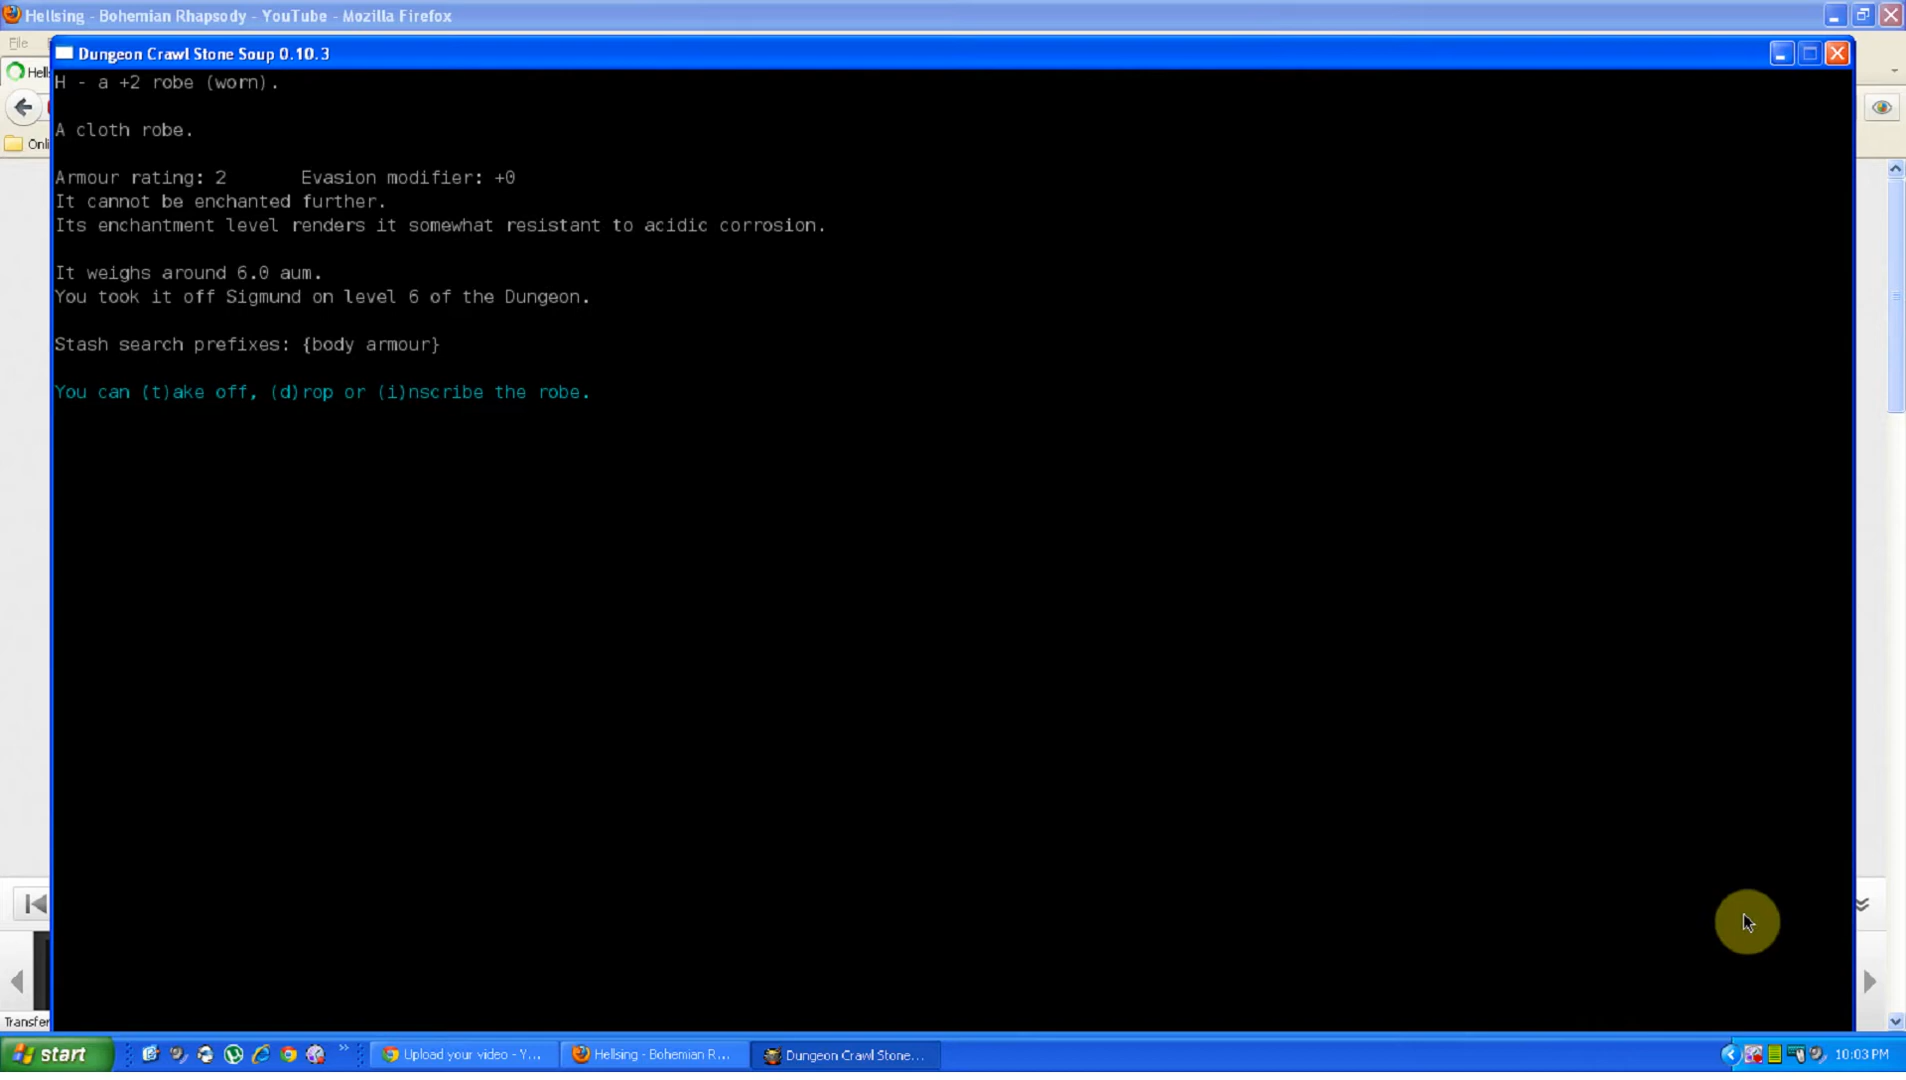 Hellsing - Bohemian Rhapsody - YouTube - Mozilla Firefox
File
Dungeon Crawl Stone Soup 0.10.3
Hells
H - a +2 robe (worn).
A cloth robe.
Onli
Armour rating: 2 Evasion modifier: +0
It cannot be enchanted further.
Its enchantment level renders it somewhat resistant to acidic corrosion.
It weighs around 6.0 aum.
You took it off Sigmund on level 6 of the Dungeon.
Stash search prefixes: {body armour}
You can (t)ake off, (d)rop or (i)nscribe the robe.
Transfer
start
Upload your video - Y...
Hellsing - Bohemian R...
Dungeon Crawl Stone...
10:03 PM